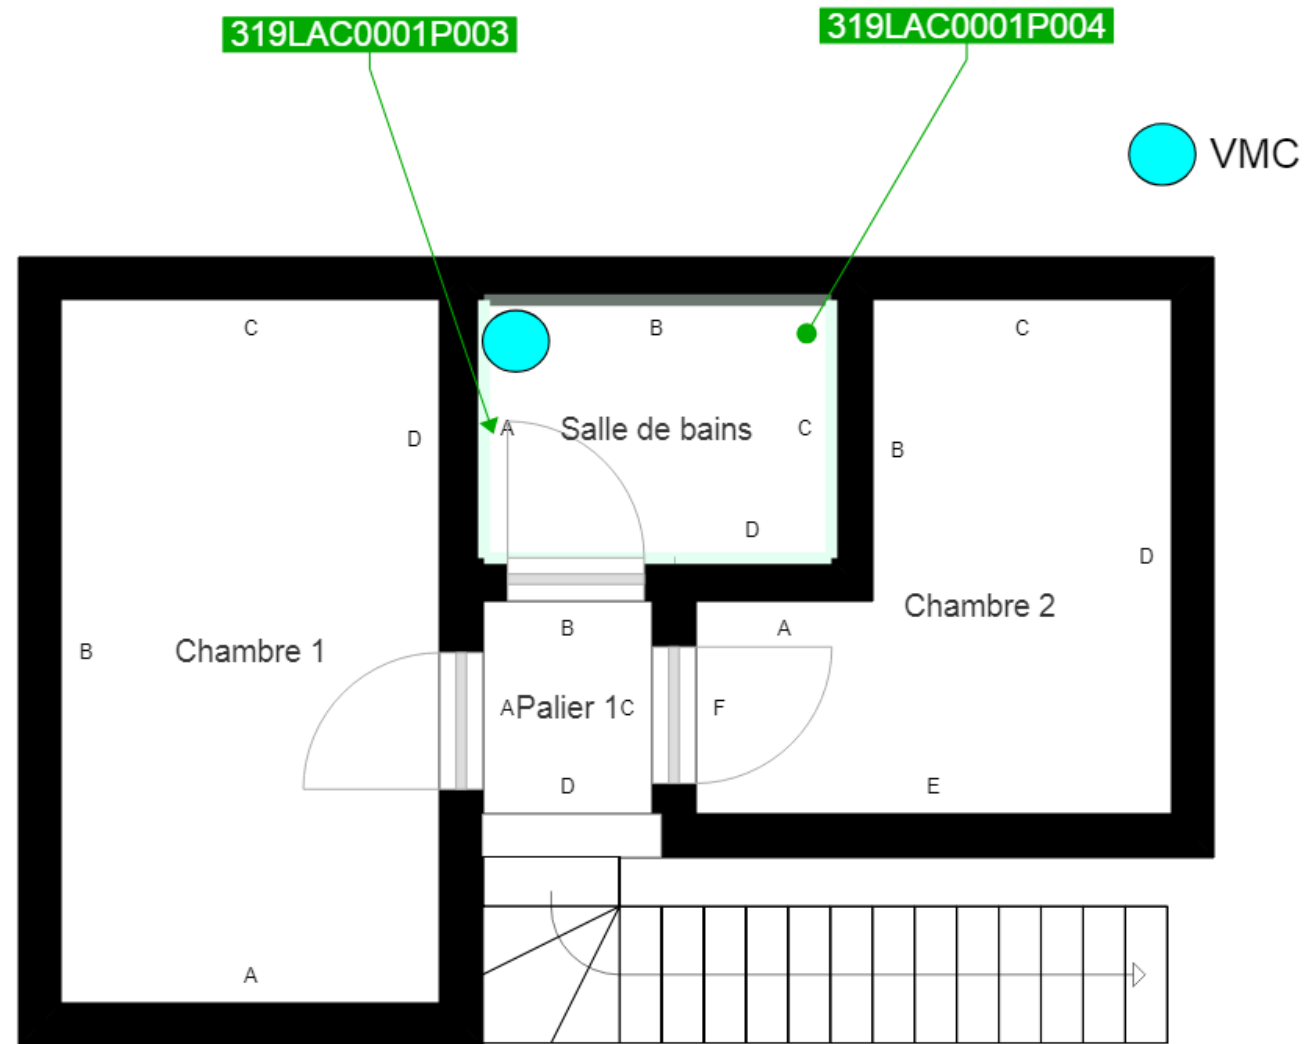 319LAC0001P003
319LAC0001P004
VMC
C
B
C
D
A
Salle de bains
C
B
D
D
Chambre 2
B
Chambre 1
B
A
A
Palier 1
C
F
D
E
A